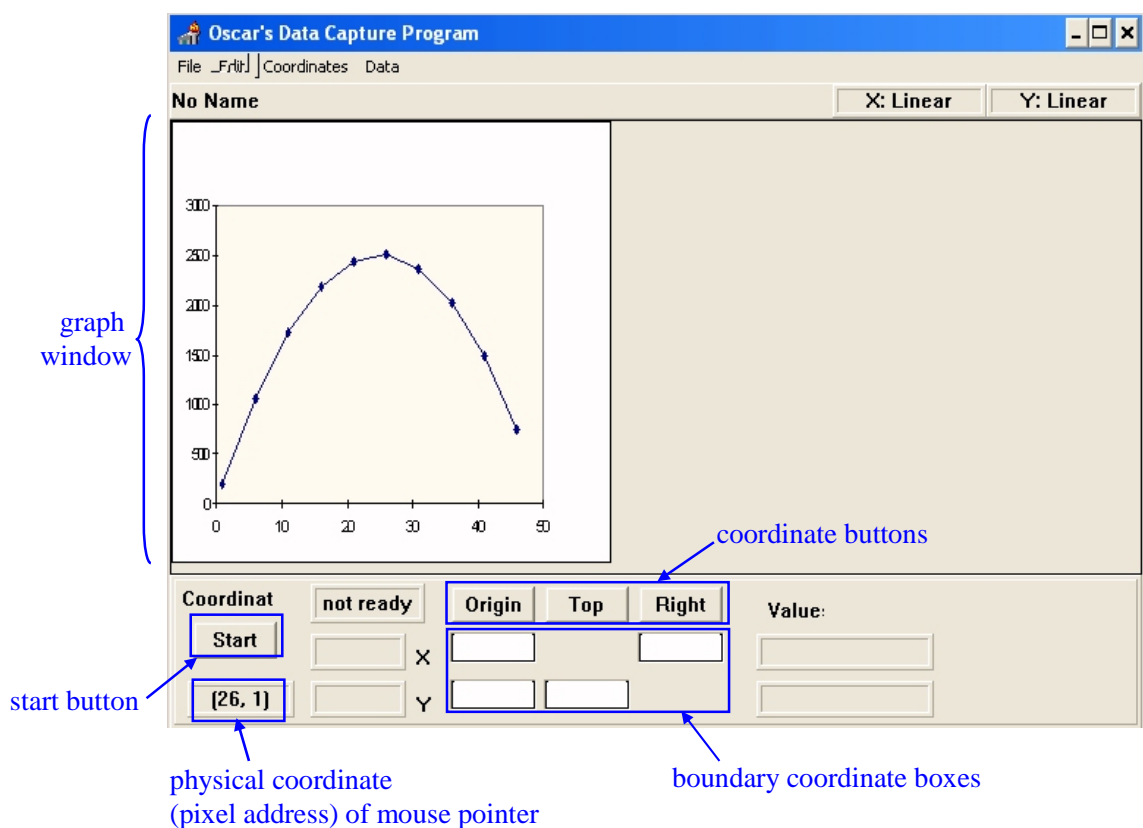 Oscar's Data Capture Program
File Edit Coordinates Data
No Name X: Linear Y: Linear
graph
window
3000
2500
2000
1500
1000
500
0
0 10 20 30 40 50
coordinate buttons
Coordinat not ready Origin Top Right Value:
Start X
start button
(26, 1) Y
physical coordinate
(pixel address) of mouse pointer
boundary coordinate boxes